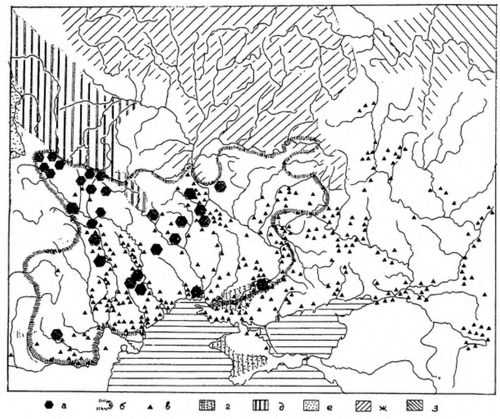 а б в г д е ж з